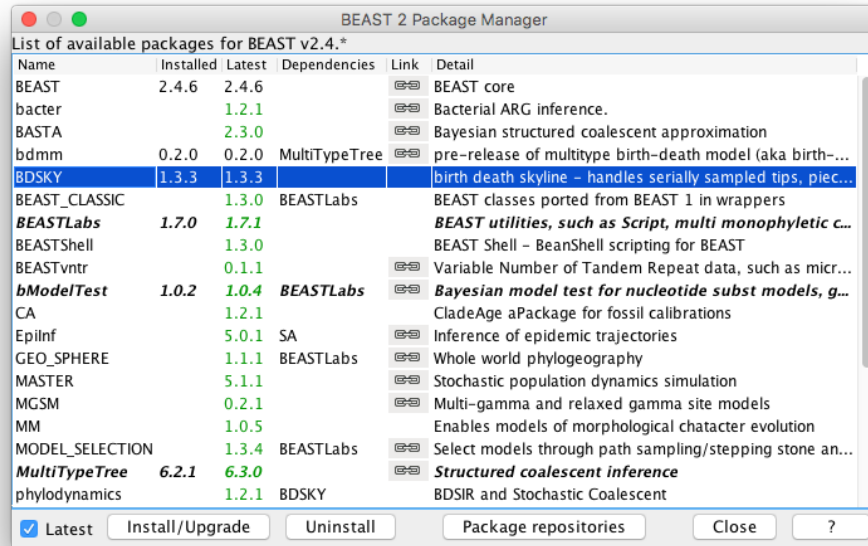 BEAST 2 Package Manager
List of available packages for BEAST v2.4.*
Name Installed Latest Dependencies Link Detail
BEAST 2.4.6 2.4.6 BEAST core
bacter 1.2.1 Bacterial ARG inference.
BASTA 2.3.0 Bayesian structured coalescent approximation
bdmm 0.2.0 0.2.0 MultiTypeTree pre-release of multitype birth-death model (aka birth-...
BDSKY 1.3.3 1.3.3 birth death skyline - handles serially sampled tips, piec...
BEAST_CLASSIC 1.3.0 BEASTLabs BEAST classes ported from BEAST 1 in wrappers
BEASTLabs 1.7.0 1.7.1 BEAST utilities, such as Script, multi monophyletic c...
BEASTShell 1.3.0 BEAST Shell - BeanShell scripting for BEAST
BEASTvntr 0.1.1 Variable Number of Tandem Repeat data, such as micr...
bModelTest 1.0.2 1.0.4 BEASTLabs Bayesian model test for nucleotide subst models, g...
CA 1.2.1 CladeAge aPackage for fossil calibrations
EpiInf 5.0.1 SA Inference of epidemic trajectories
GEO_SPHERE 1.1.1 BEASTLabs Whole world phylogeography
MASTER 5.1.1 Stochastic population dynamics simulation
MGSM 0.2.1 Multi-gamma and relaxed gamma site models
MM 1.0.5 Enables models of morphological chatacter evolution
MODEL_SELECTION 1.3.4 BEASTLabs Select models through path sampling/stepping stone an...
MultiTypeTree 6.2.1 6.3.0 Structured coalescent inference
phylodynamics 1.2.1 BDSKY BDSIR and Stochastic Coalescent
Latest Install/Upgrade Uninstall Package repositories Close ?